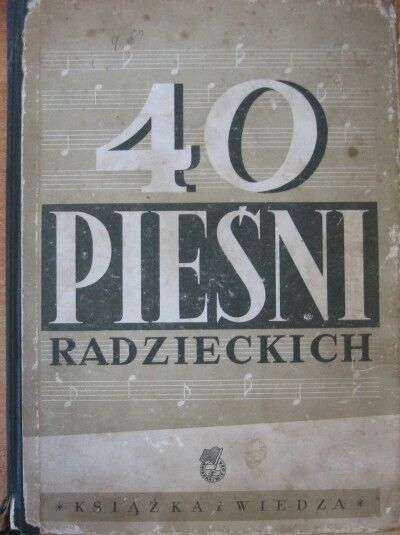 40
PIEŚNI
RADZIECKICH
* KSIĄŻKA i WIEDZA *